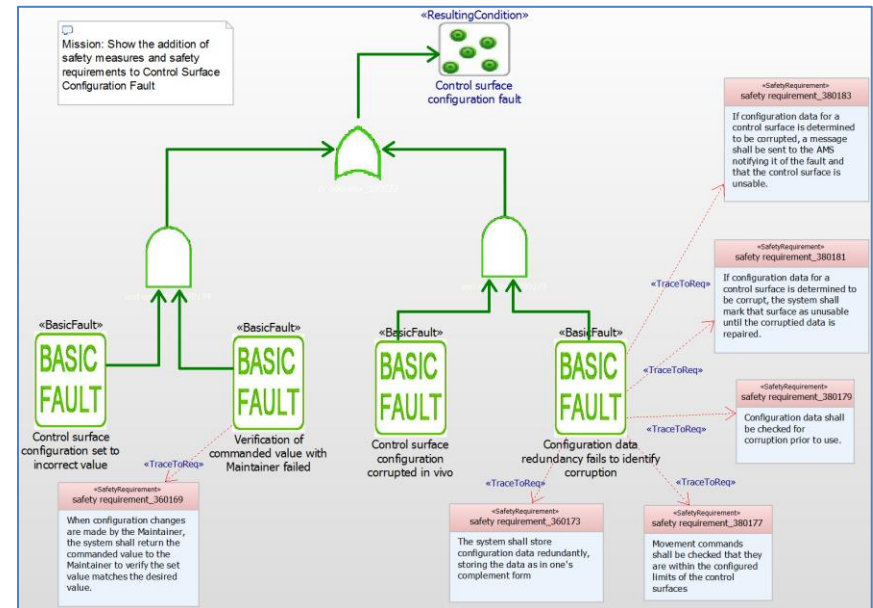 Mission: Show the addition of
safety measures and safety
requirements to Control Surface
Configuration Fault
«ResultingCondition»
Control surface
configuration fault
«SafetyRequirement»
safety requirement_380183
If configuration data for a
control surface is determined
to be corrupted, a message
shall be sent to the AMS
notifying it of the fault and
that the control surface is
unsable.
«SafetyRequirement»
safety requirement_380181
If configuration data for a
control surface is determined to
be corrupt, the system shall
mark that surface as unusable
until the corruptied data is
repaired.
«TraceToReq»
«TraceToReq»
«BasicFault»
BASIC
FAULT
Control surface
configuration set to
incorrect value
«BasicFault»
BASIC
FAULT
Verification of
commanded value with
Maintainer failed
«BasicFault»
BASIC
FAULT
Control surface
configuration
corrupted in vivo
«BasicFault»
BASIC
FAULT
Configuration data
redundancy fails to identify
corruption
«SafetyRequirement»
safety requirement_380179
Configuration data shall
be checked for
corruption prior to use.
«TraceToReq»
«TraceToReq»
«TraceToReq»
«TraceToReq»
«SafetyRequirement»
safety requirement_360169
When configuration changes
are made by the Maintainer,
the system shall return the
commanded value to the
Maintainer to verify the set
value matches the desired
value.
«SafetyRequirement»
safety requirement_360173
The system shall store
configuration data redundantly,
storing the data as in one's
complement form
«SafetyRequirement»
safety requirement_380177
Movement commands
shall be checked that they
are within the configured
limits of the control
surfaces